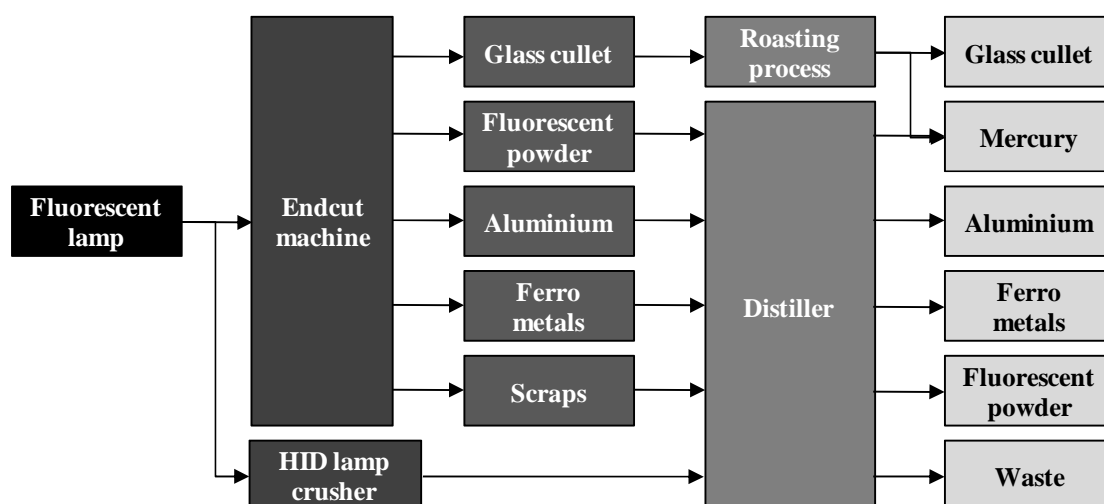 Fluorescent
lamp
Endcut
machine
HID lamp
crusher
Glass cullet
Fluorescent
powder
Aluminium
Ferro
metals
Scraps
Roasting
process
Distiller
Glass cullet
Mercury
Aluminium
Ferro
metals
Fluorescent
powder
Waste